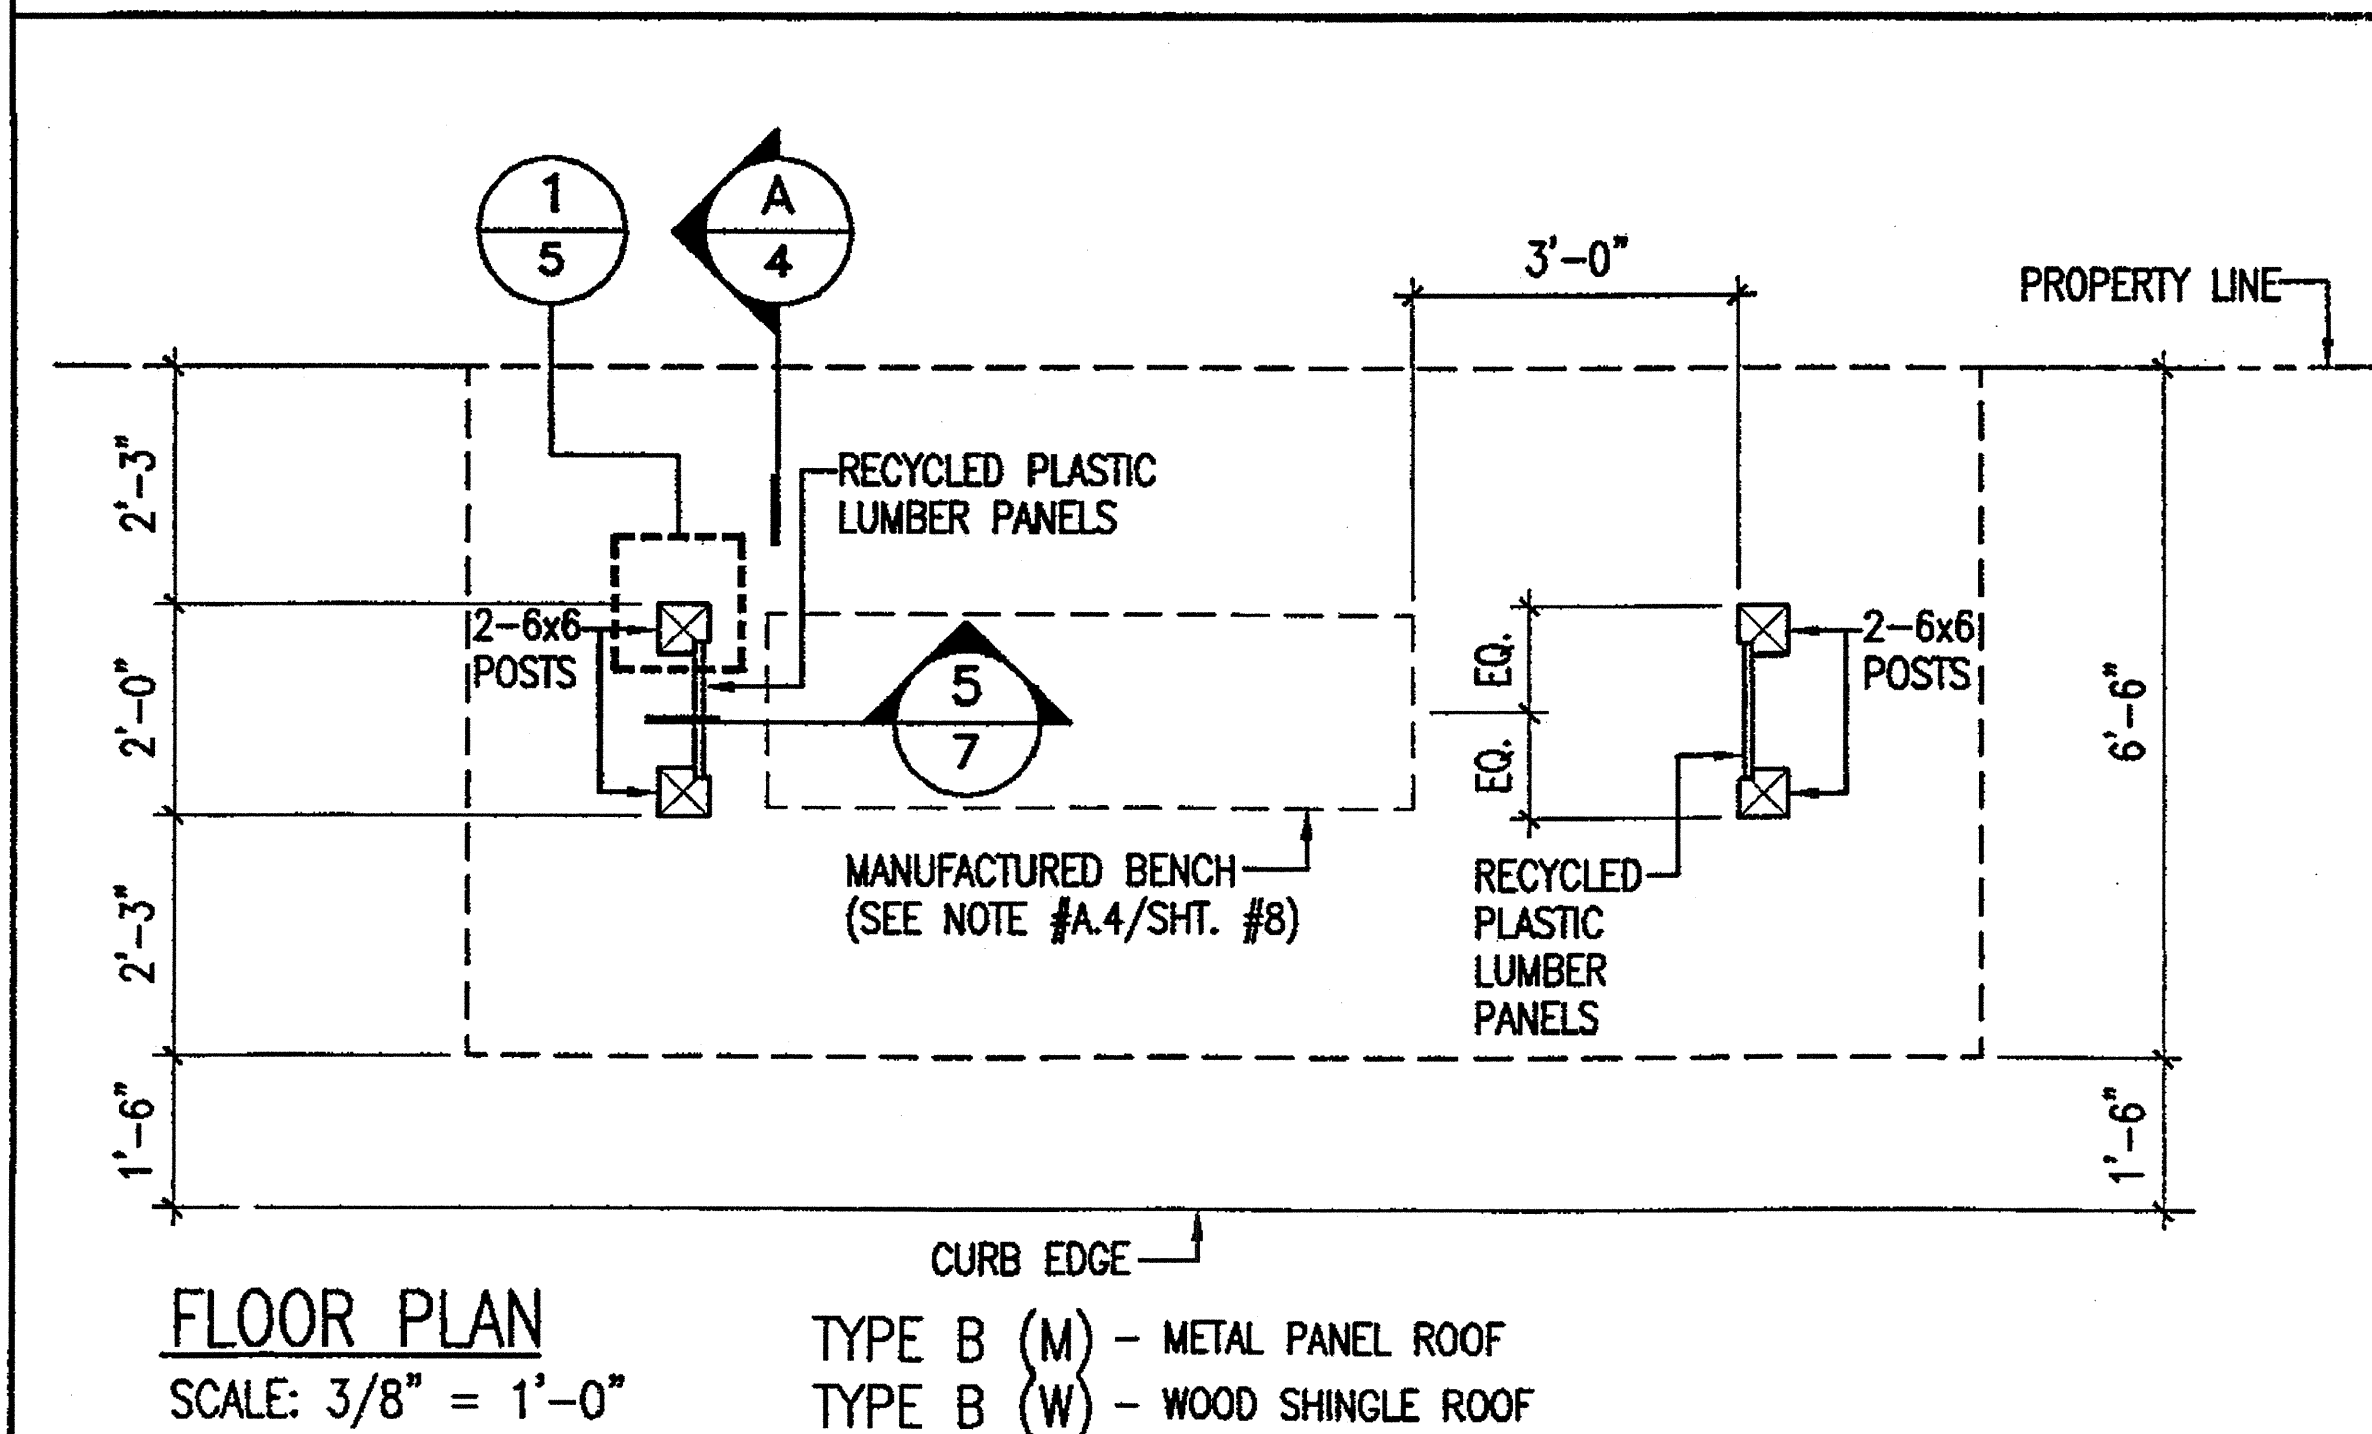 1
5
A
4
3'-0"
PROPERTY LINE
2'-3"
RECYCLED PLASTIC
LUMBER PANELS
2-6x6
POSTS
2'-0"
5
7
EQ.
EQ.
2-6x6
POSTS
6'-6"
2'-3"
MANUFACTURED BENCH
(SEE NOTE #A.4/SHT. #8)
RECYCLED
PLASTIC
LUMBER
PANELS
1'-6"
1'-6"
CURB EDGE
FLOOR PLAN
SCALE: 3/8" = 1'-0"
TYPE B (M) - METAL PANEL ROOF
TYPE B (W) - WOOD SHINGLE ROOF